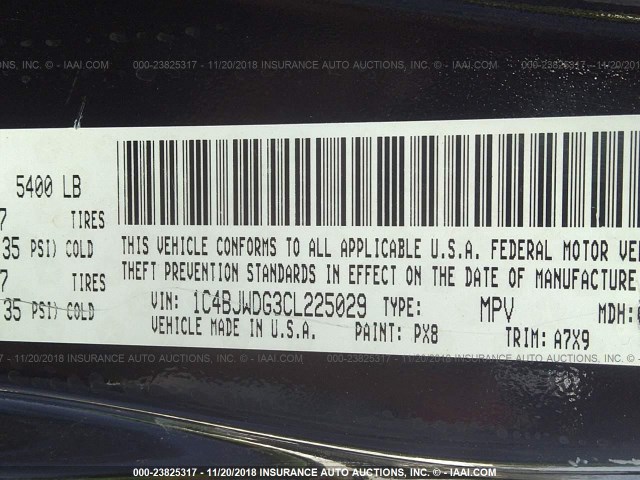 000-23825317 - 11/20/2018 INSURANCE AUTO AUCTIONS, INC. © - IAAI.COM
5400 LB
7 TIRES
35 PSI) COLD
7 TIRES
35 PSI) COLD
THIS VEHICLE CONFORMS TO ALL APPLICABLE U.S.A. FEDERAL MOTOR VE
THEFT PREVENTION STANDARDS IN EFFECT ON THE DATE OF MANUFACTURE
VIN: 1C4BJWDG3CL225029 TYPE: MPV MDH:
VEHICLE MADE IN U.S.A. PAINT: PX8 TRIM: A7X9
000-23825317 - 11/20/2018 INSURANCE AUTO AUCTIONS, INC. © - IAAI.COM
000-23825317 - 11/20/2018 INSURANCE AUTO AUCTIONS, INC. © - IAAI.COM